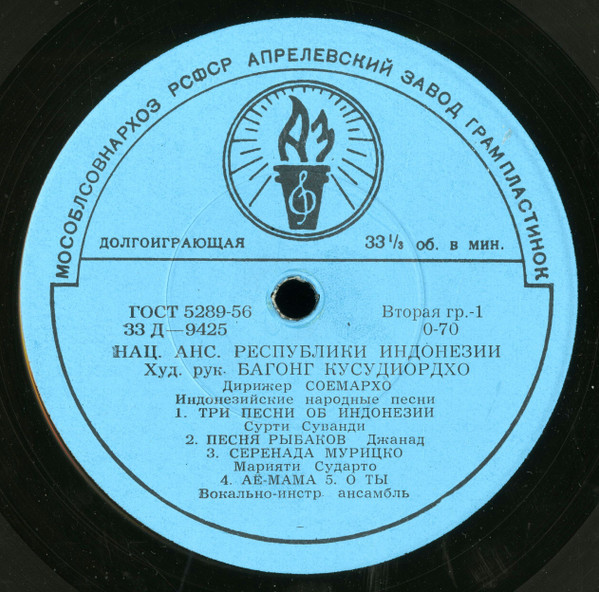 МОСОБЛСОВНАРХОЗ РСФСР АПРЕЛЕВСКИЙ ЗАВОД ГРАМПЛАСТИНОК
АЗ
ДОЛГОИГРАЮЩАЯ 33 1/3 об. в мин.
ГОСТ 5289-56 Вторая гр.-1
33 Д—9425 0-70
НАЦ. АНС. РЕСПУБЛИКИ ИНДОНЕЗИИ
Худ. рук. БАГОНГ КУСУДИОРДХО
Дирижер СОЕМАРХО
Индонезийские народные песни
1. ТРИ ПЕСНИ ОБ ИНДОНЕЗИИ
Сурти Суванди
2. ПЕСНЯ РЫБАКОВ Джанад
3. СЕРЕНАДА МУРИЦКО
Марияти Сударто
4. АЕ-МАМА 5. О ТЫ
Вокально-инстр. ансамбль